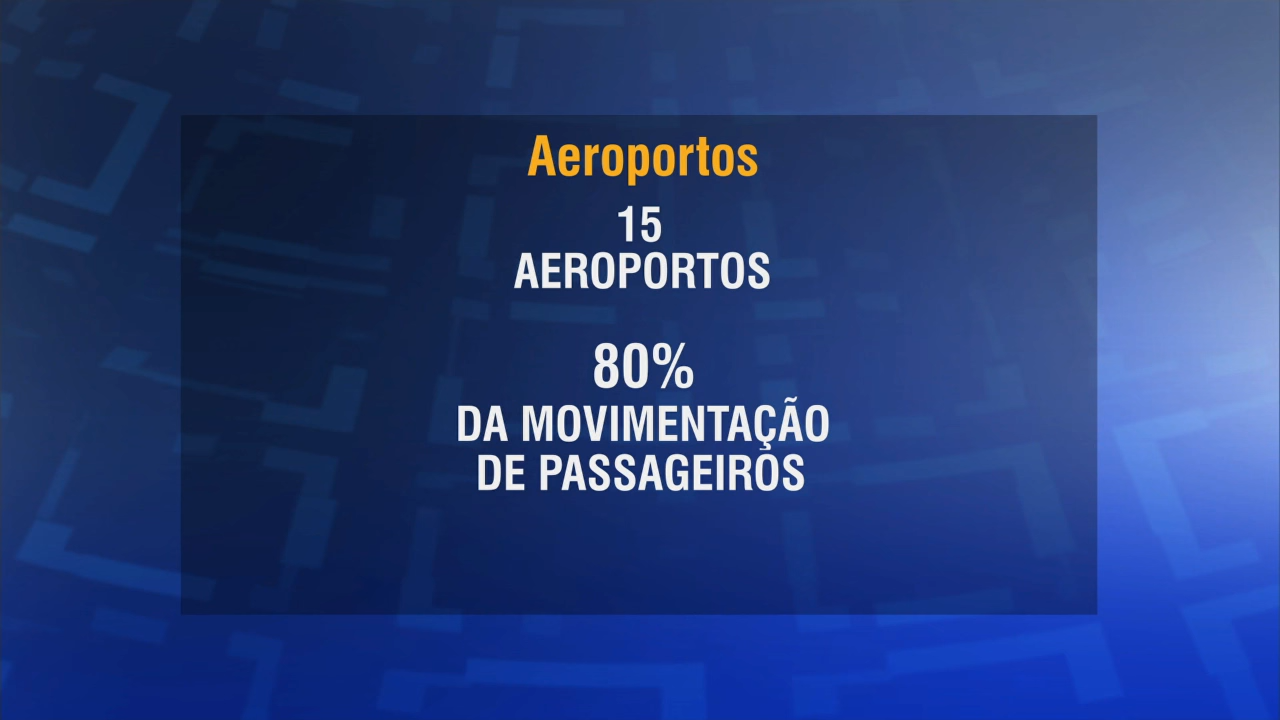 Aeroportos
15
AEROPORTOS
80%
DA MOVIMENTAÇÃO
DE PASSAGEIROS